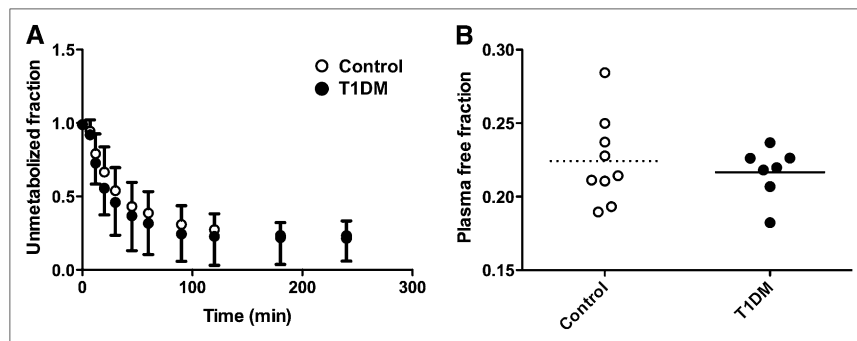 A
Unmetabolized fraction
1.5
1.0
0.5
0.0
0
100
200
300
Time (min)
Control
T1DM
B
Plasma free fraction
0.30
0.25
0.20
0.15
Control
T1DM